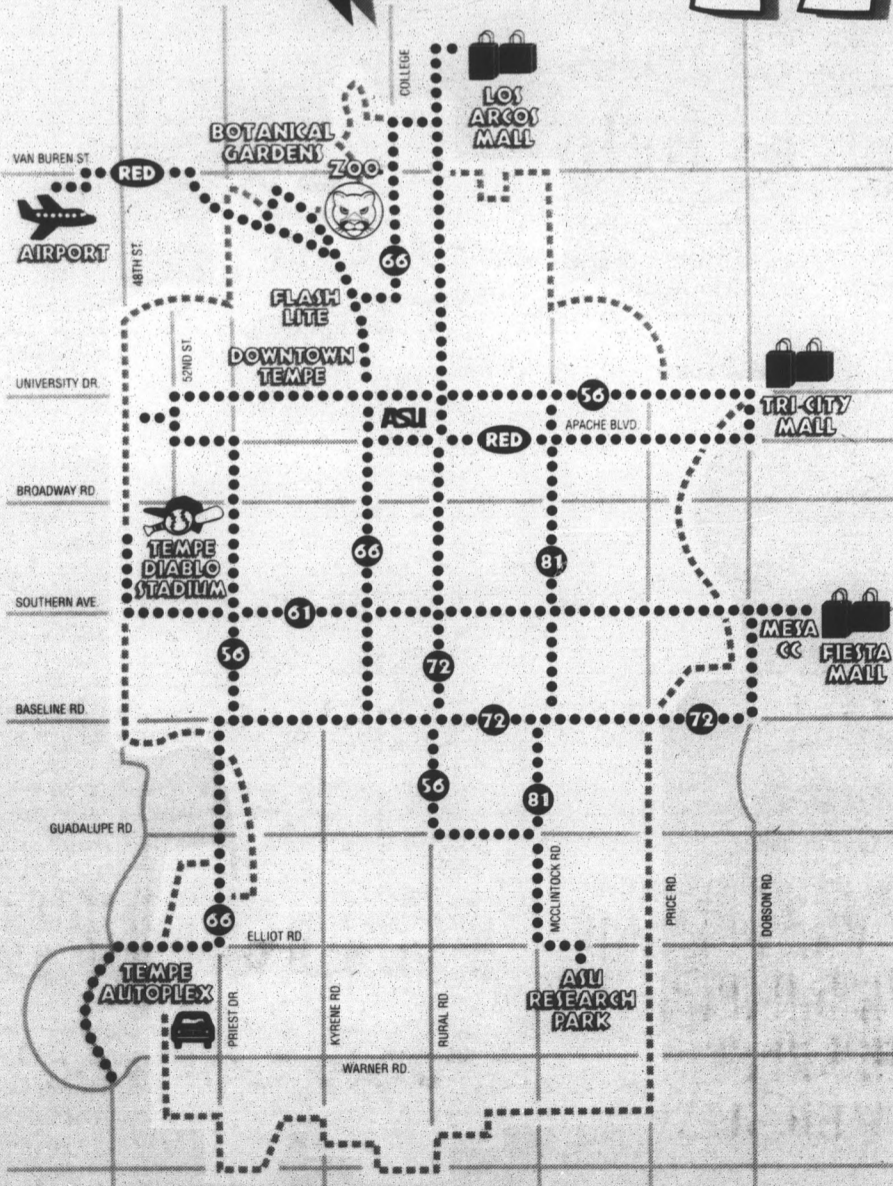 COLLEGE
LOS
ARCOS
MALL
BOTANICAL
GARDENS
ZOO
VAN BUREN ST.
RED
AIRPORT
48TH ST.
66
FLASH
LITE
52ND ST.
DOWNTOWN
TEMPE
UNIVERSITY DR.
56
TRI-CITY
MALL
ASU
RED
APACHE BLVD.
BROADWAY RD.
TEMPE
DIABLO
STADIUM
66
81
SOUTHERN AVE.
61
MESA
CC
FIESTA
MALL
56
72
BASELINE RD.
72
72
56
81
GUADALUPE RD.
MCCLINTOCK RD.
PRICE RD.
DOBSON RD.
66
ELLIOT RD.
TEMPE
AUTOPLEX
ASU
RESEARCH
PARK
PRIEST DR
KYRENE RD.
RURAL RD.
WARNER RD.